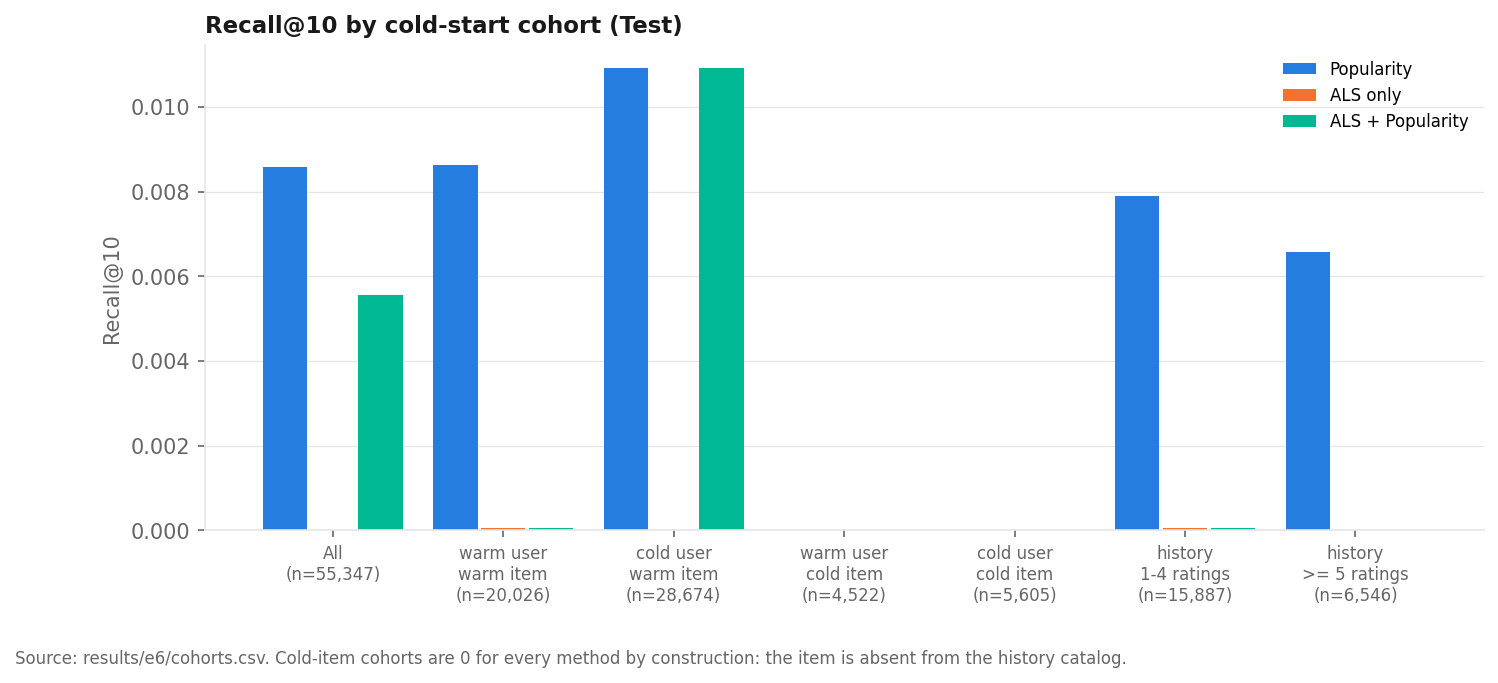 Recall@10 by cold-start cohort (Test)
Popularity
ALS only
ALS + Popularity
Recall@10
0.010
0.008
0.006
0.004
0.002
0.000
All
(n=55,347)
warm user
warm item
(n=20,026)
cold user
warm item
(n=28,674)
warm user
cold item
(n=4,522)
cold user
cold item
(n=5,605)
history
1-4 ratings
(n=15,887)
history
>= 5 ratings
(n=6,546)
Source: results/e6/cohorts.csv. Cold-item cohorts are 0 for every method by construction: the item is absent from the history catalog.